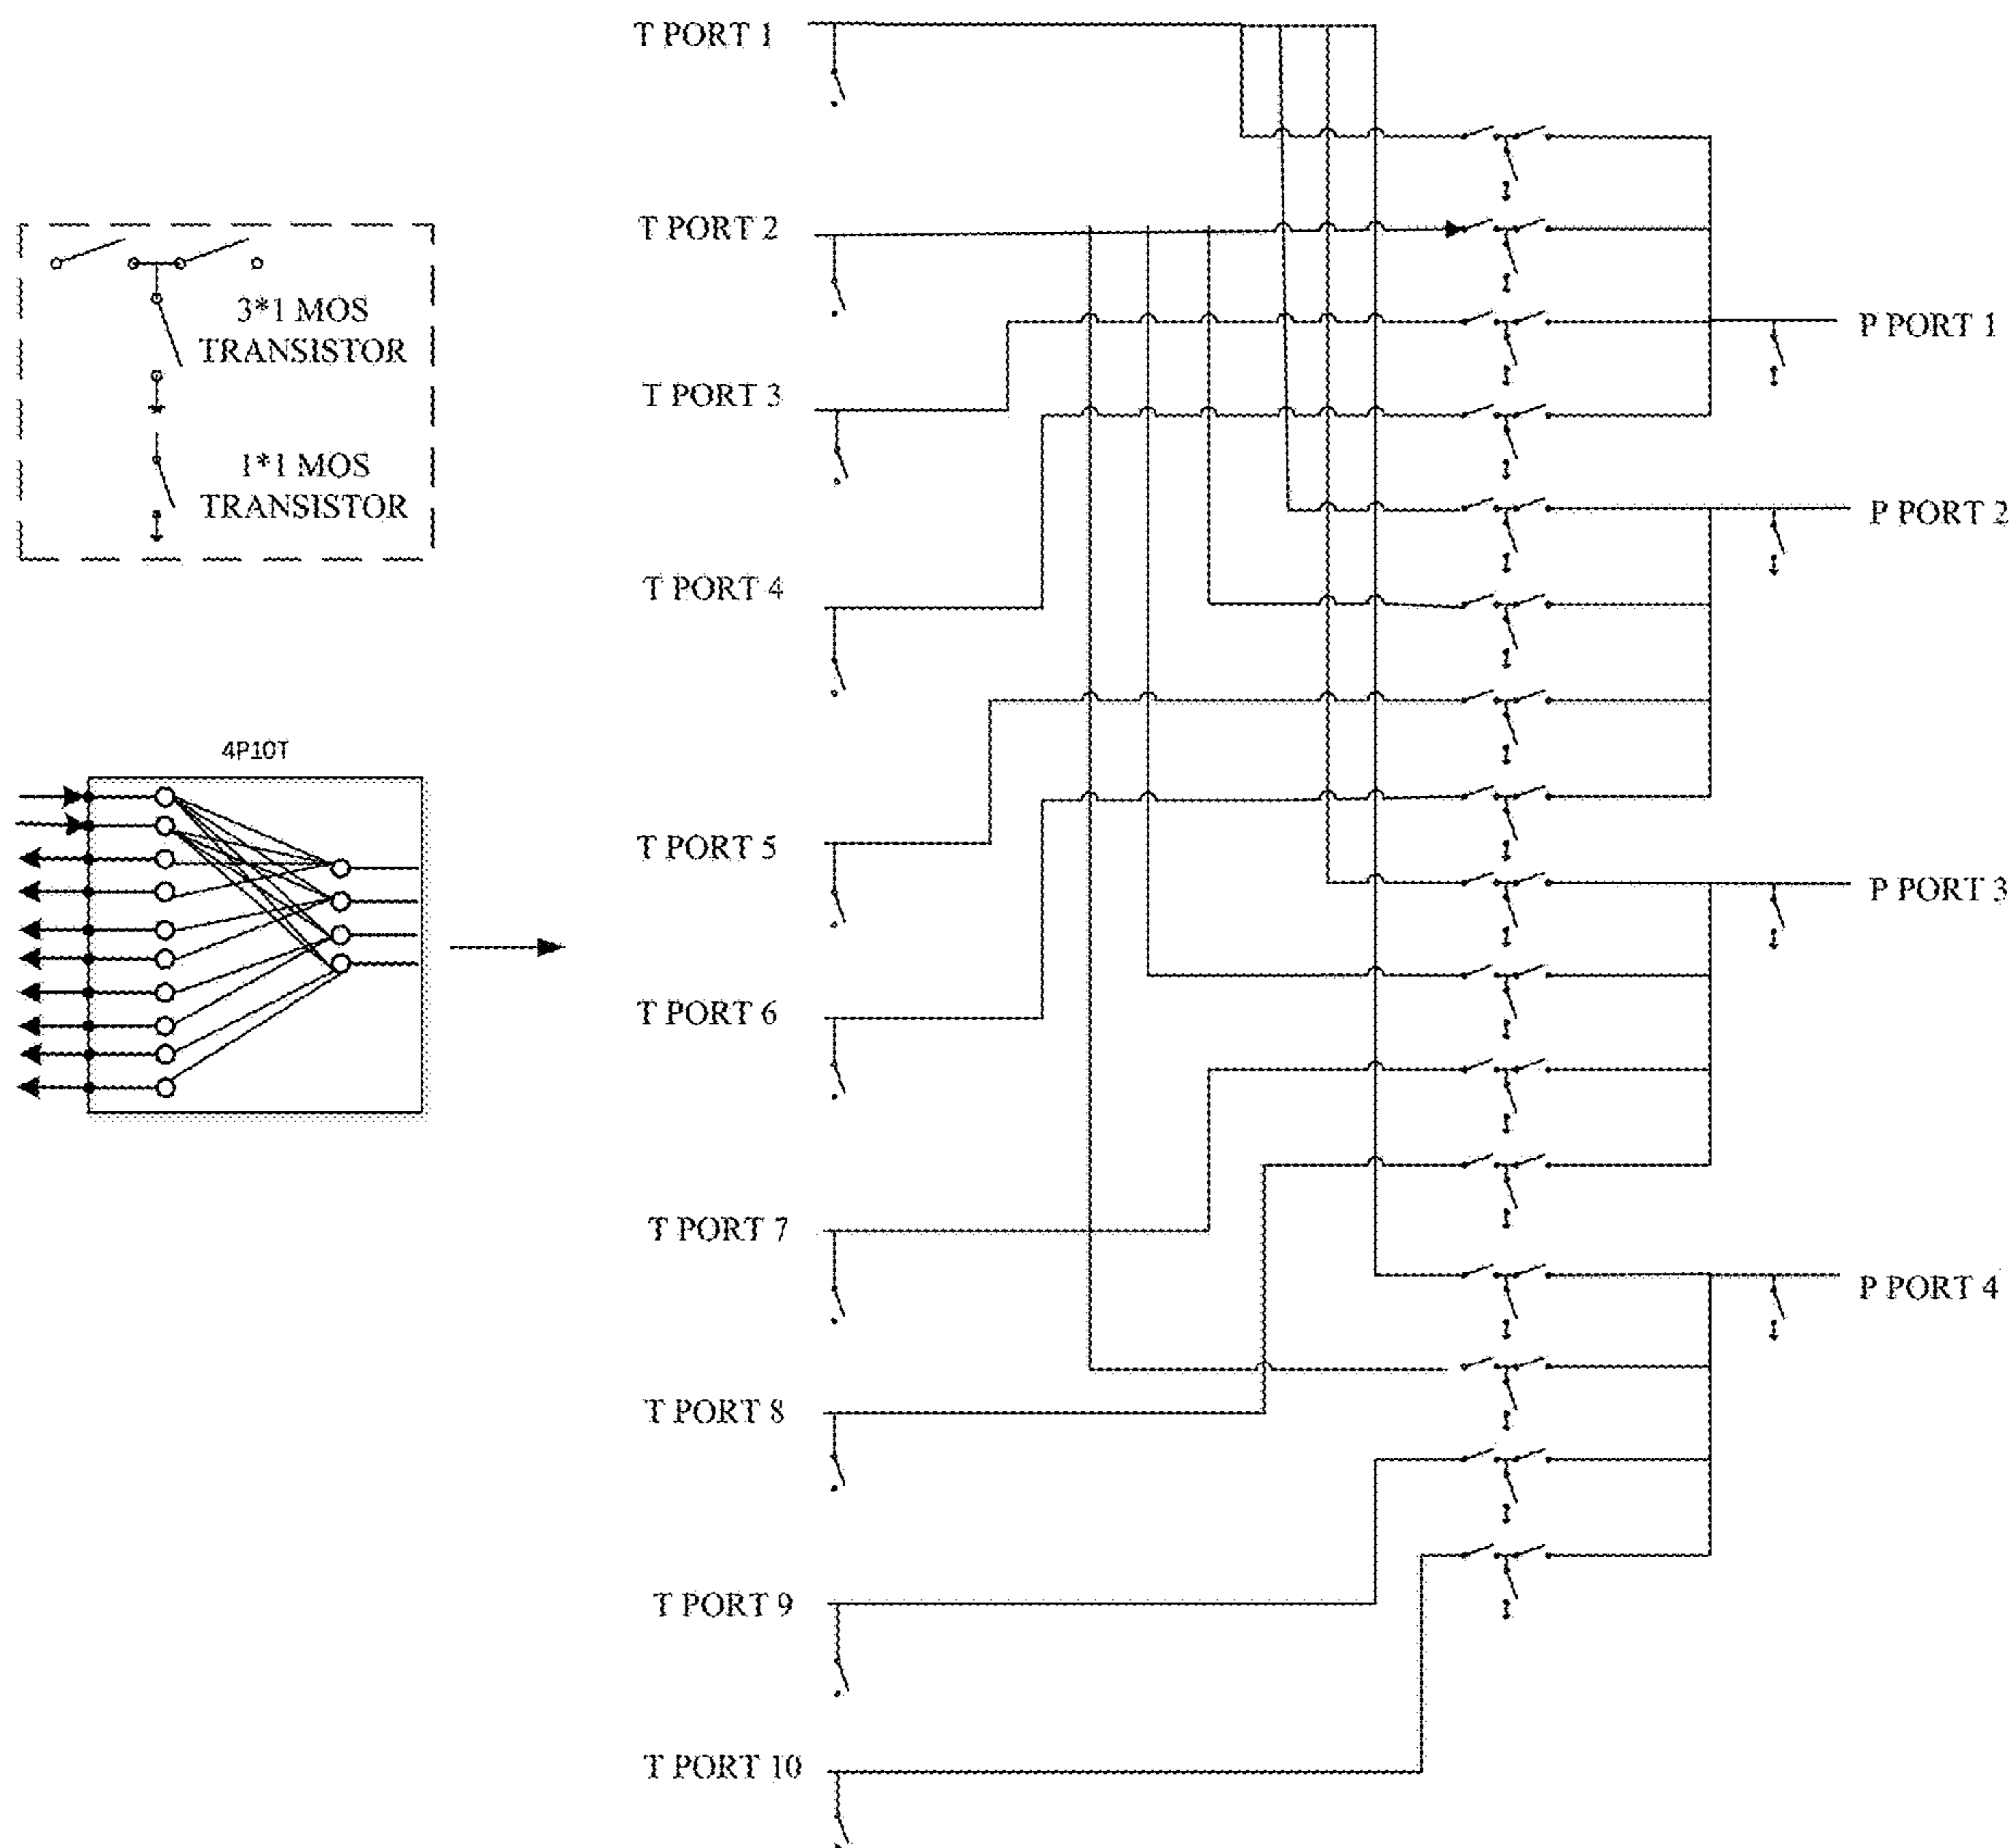 T PORT 1
T PORT 2
3*1 MOS
TRANSISTOR
P PORT 1
T PORT 3
1*1 MOS
TRANSISTOR
P PORT 2
T PORT 4
4P10T
T PORT 5
P PORT 3
T PORT 6
T PORT 7
P PORT 4
T PORT 8
T PORT 9
T PORT 10